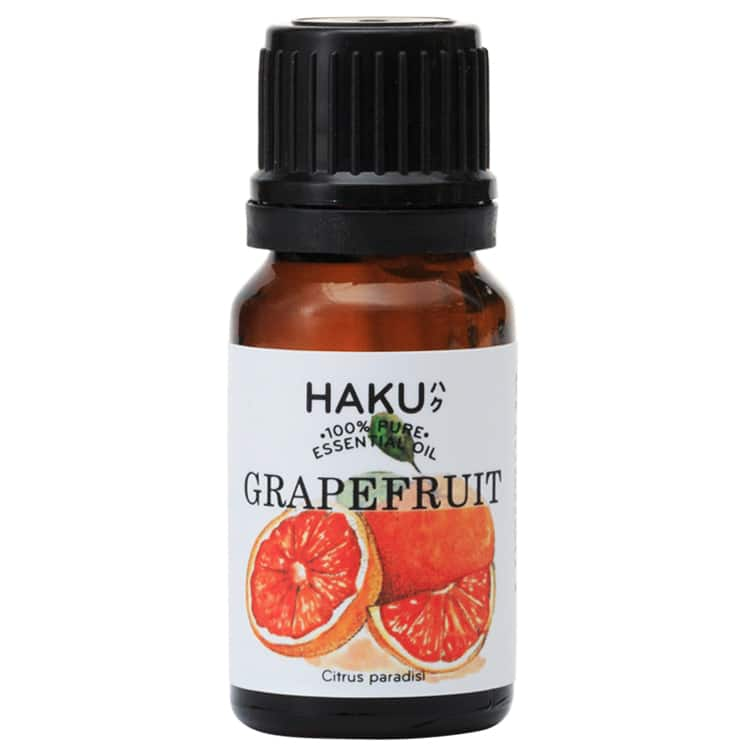 HAKU ハク
•100% PURE•
ESSENTIAL OIL
GRAPEFRUIT
Citrus paradisi